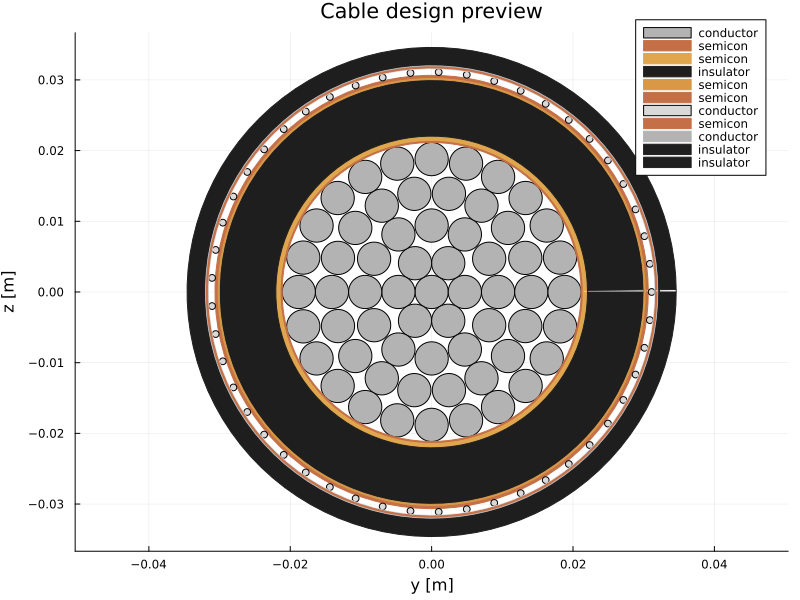 Cable design preview
conductor
semicon
semicon
insulator
semicon
semicon
conductor
semicon
conductor
insulator
insulator
z [m]
0.03
0.02
0.01
0.00
−0.01
−0.02
−0.03
−0.04
−0.02
0.00
0.02
0.04
y [m]